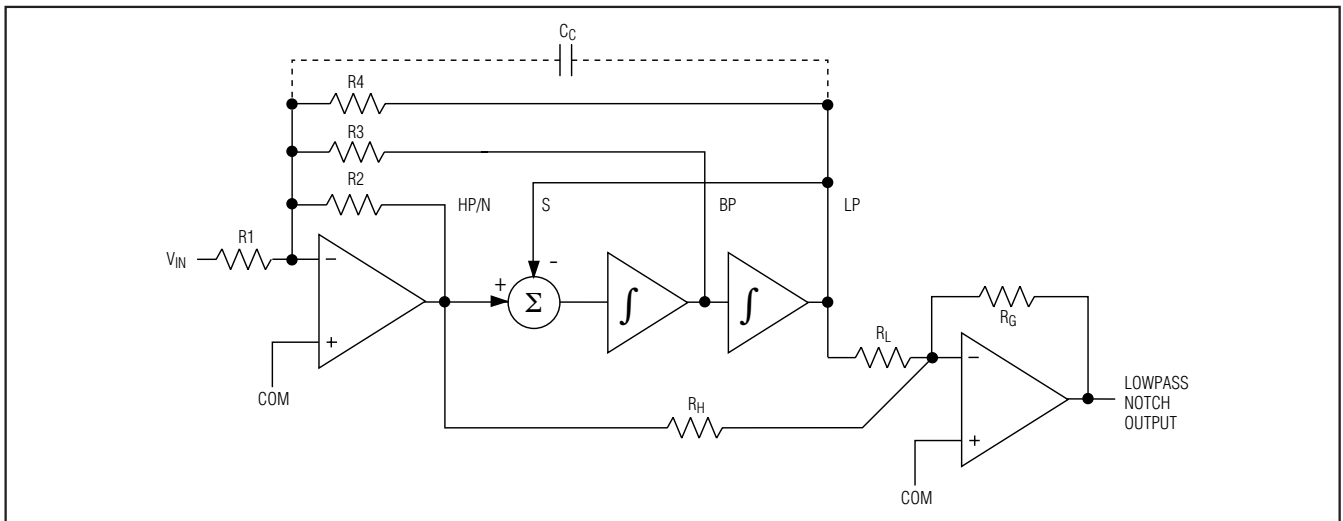 C_C
R4
R3
R2
HP/N
S
BP
LP
R1
V_IN
−
+
-
+
Σ
∫
∫
COM
R_G
R_L
−
+
LOWPASS
NOTCH
OUTPUT
R_H
COM